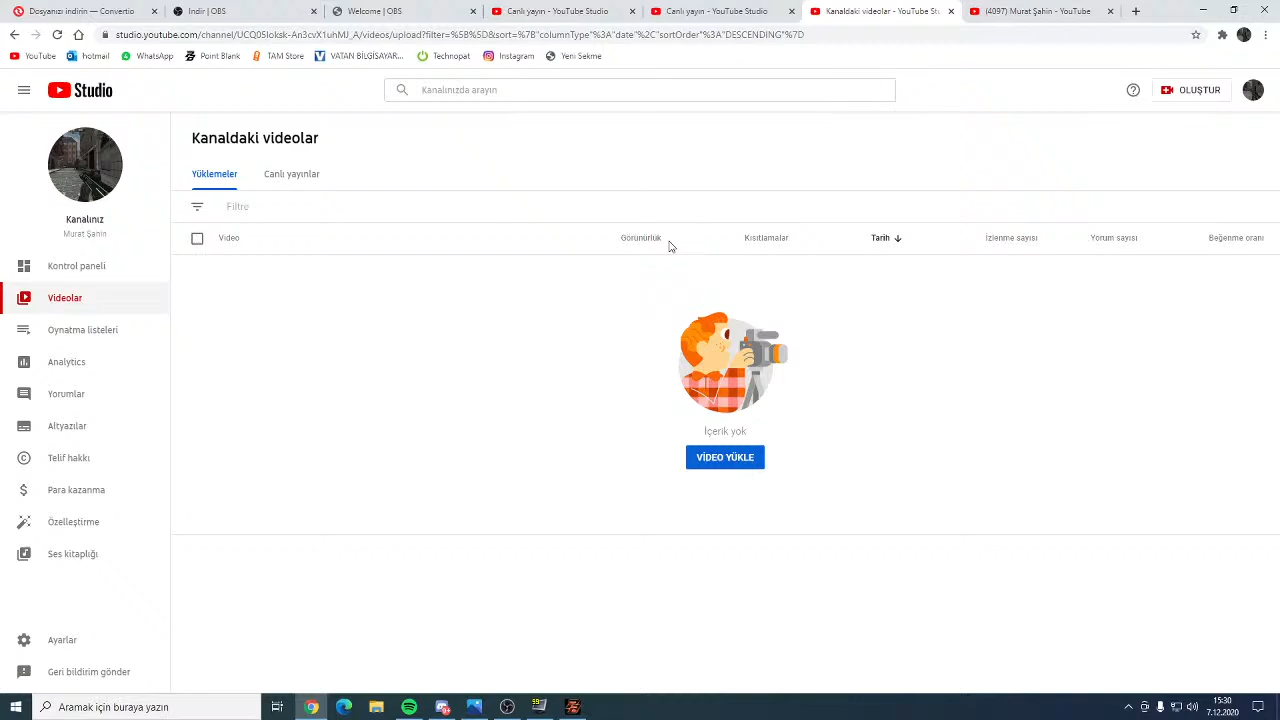 Dosyanızı indirin — Convertio
İndir | OBS
Welcome | OBS
Canlı yayın - YouTube Studio
Canlı yayın - YouTube Studio
Kanaldaki videolar - YouTube Stu
(4097) Murat Şahin - YouTube
studio.youtube.com/channel/UCQ05Ioksk-An3cvX1uhMJ_A/videos/upload?filter=%5B%5D&sort=%7B"columnType"%3A"date"%2C"sortOrder"%3A"DESCENDING"%7D
YouTube
hotmail
WhatsApp
Point Blank
TAM Store
VATAN BİLGİSAYAR...
Technopat
Instagram
Yeni Sekme
Studio
Kanalınızda arayın
OLUŞTUR
Kanaldaki videolar
Yüklemeler
Canlı yayınlar
Filtre
Video
Görünürlük
Kısıtlamalar
Tarih
İzlenme sayısı
Yorum sayısı
Beğenme oranı
Kanalınız
Murat Şahin
Kontrol paneli
Videolar
Oynatma listeleri
Analytics
Yorumlar
Altyazılar
Telif hakkı
Para kazanma
Özelleştirme
Ses kitaplığı
Ayarlar
Geri bildirim gönder
İçerik yok
VİDEO YÜKLE
Aramak için buraya yazın
15:30
7.12.2020